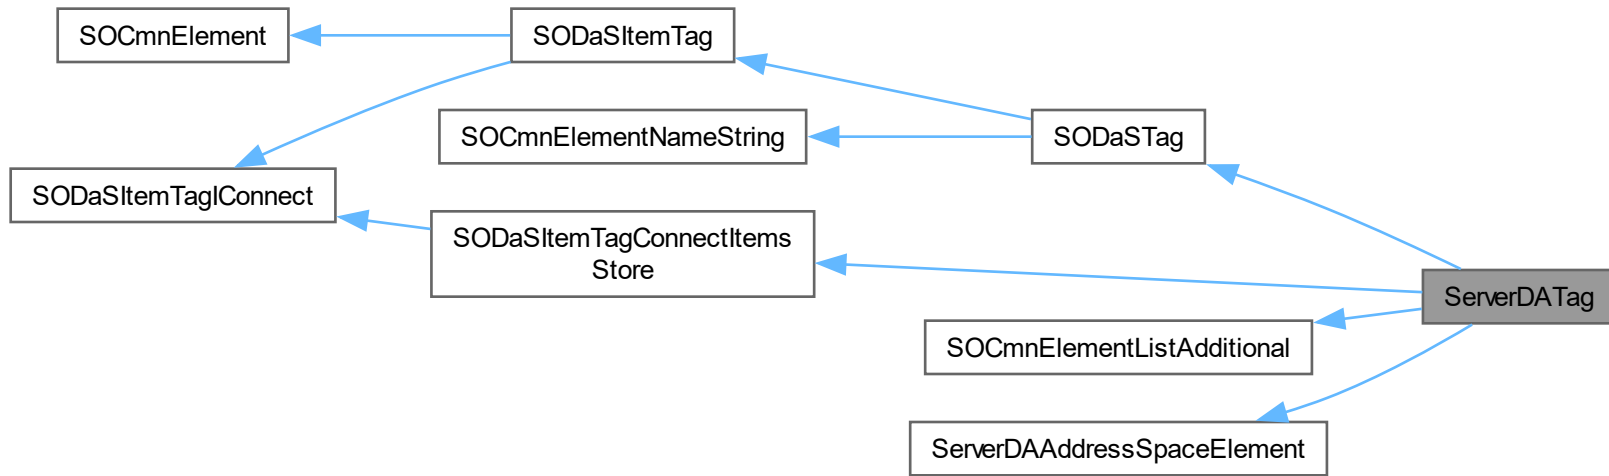 SOCmnElement
SODaSItemTag
SOCmnElementNameString
SODaSTag
SODaSItemTagIConnect
SODaSItemTagConnectItems
Store
ServerDATag
SOCmnElementListAdditional
ServerDAAddressSpaceElement